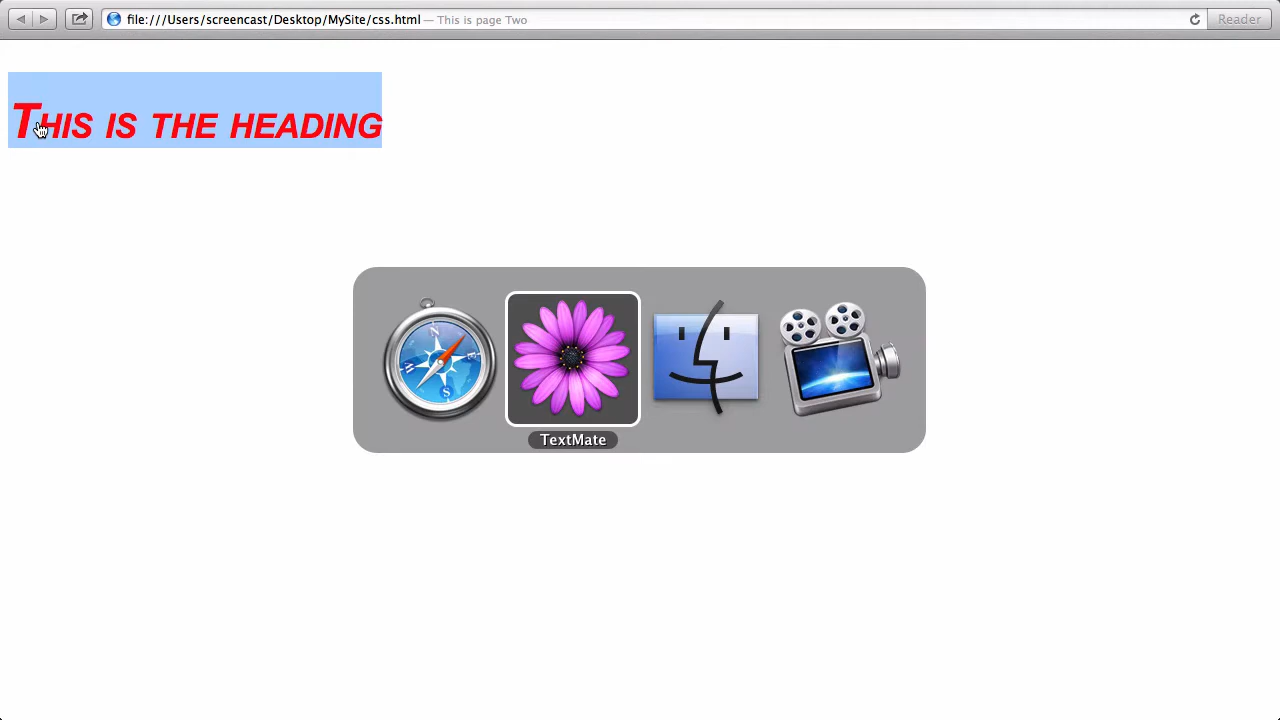 file:///Users/screencast/Desktop/MySite/css.html — This is page Two
Reader
This is the heading
N
W E
S
TextMate